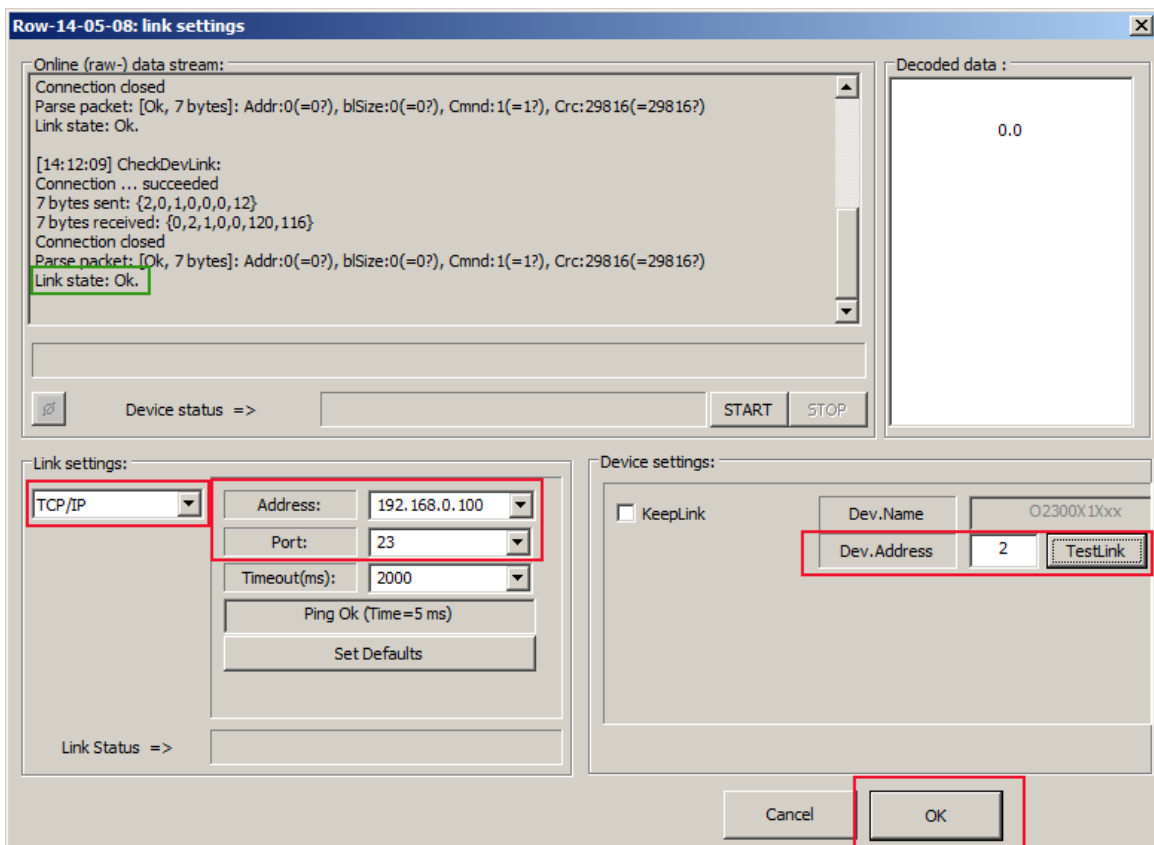 Row-14-05-08: link settings
Online (raw-) data stream:
Connection closed
Parse packet: [Ok, 7 bytes]: Addr:0(=0?), blSize:0(=0?), Cmnd:1(=1?), Crc:29816(=29816?)
Link state: Ok.
[14:12:09] CheckDevLink:
Connection ... succeeded
7 bytes sent: {2,0,1,0,0,0,12}
7 bytes received: {0,2,1,0,0,120,116}
Connection closed
Parse packet: [Ok, 7 bytes]: Addr:0(=0?), blSize:0(=0?), Cmnd:1(=1?), Crc:29816(=29816?)
Link state: Ok.
Device status =>
START
STOP
Decoded data :
0.0
Link settings:
TCP/IP
Address: 192.168.0.100
Port: 23
Timeout(ms): 2000
Ping Ok (Time=5 ms)
Set Defaults
Link Status =>
Device settings:
KeepLink
Dev.Name O2300X1Xxx
Dev.Address 2 TestLink
Cancel
OK